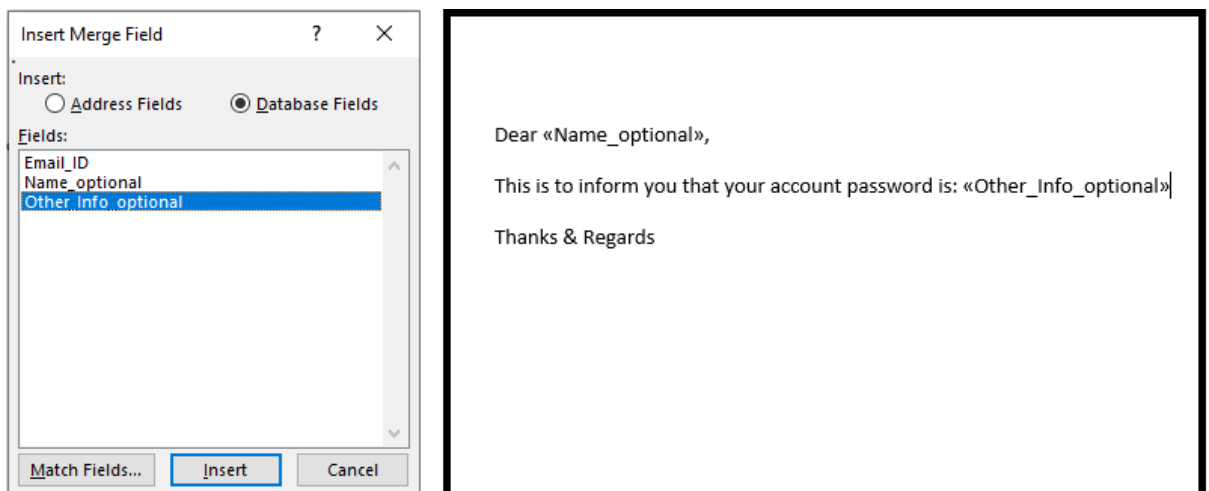 Insert Merge Field ? ×
Insert:
Address Fields Database Fields
Fields:
Email_ID
Name_optional
Other_Info_optional
Match Fields... Insert Cancel
Dear «Name_optional»,
This is to inform you that your account password is: «Other_Info_optional»
Thanks & Regards